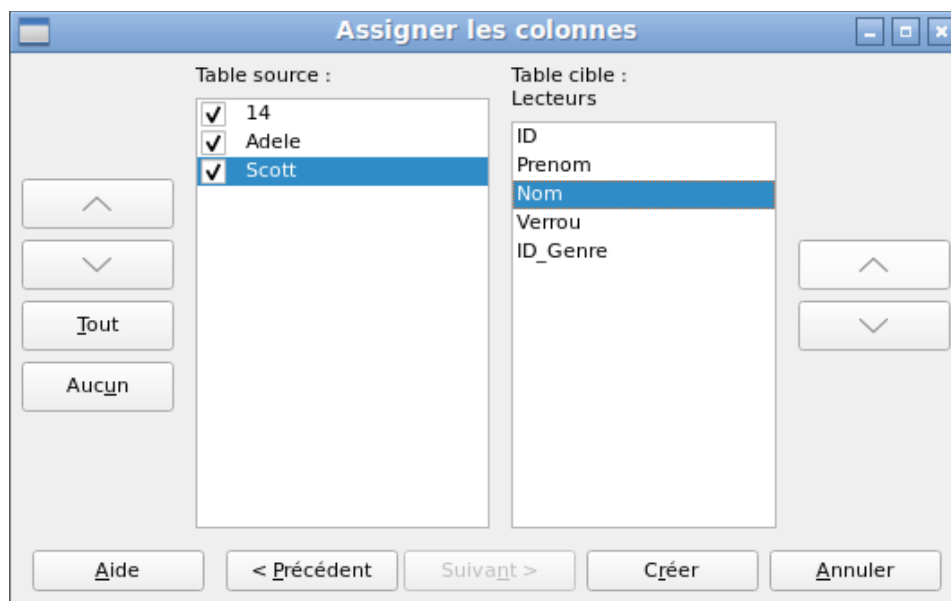 Assigner les colonnes
Table source :
14
Adele
Scott
Table cible :
Lecteurs
ID
Prenom
Nom
Verrou
ID_Genre
Tout
Aucun
Aide
< Précédent
Suivant >
Créer
Annuler